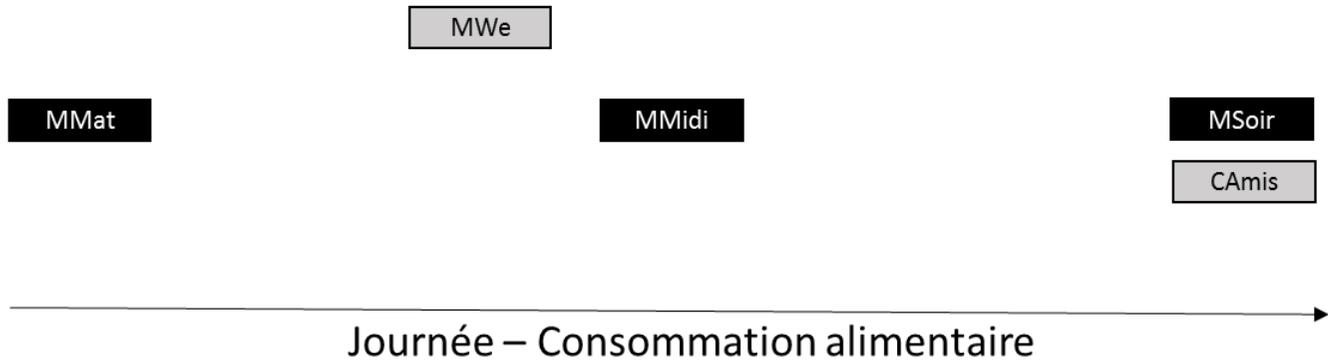 MWe
MMat
MMidi
MSoir
CAmis
Journée – Consommation alimentaire